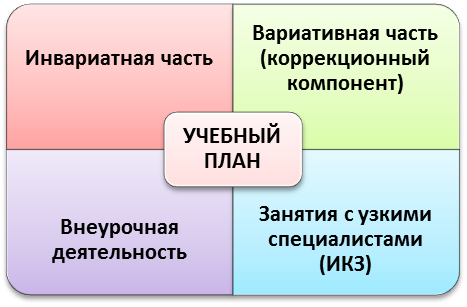 Инвариатная часть
Вариативная часть
(коррекционный
компонент)
УЧЕБНЫЙ
ПЛАН
Внеурочная
деятельность
Занятия с узкими
специалистами
(ИКЗ)